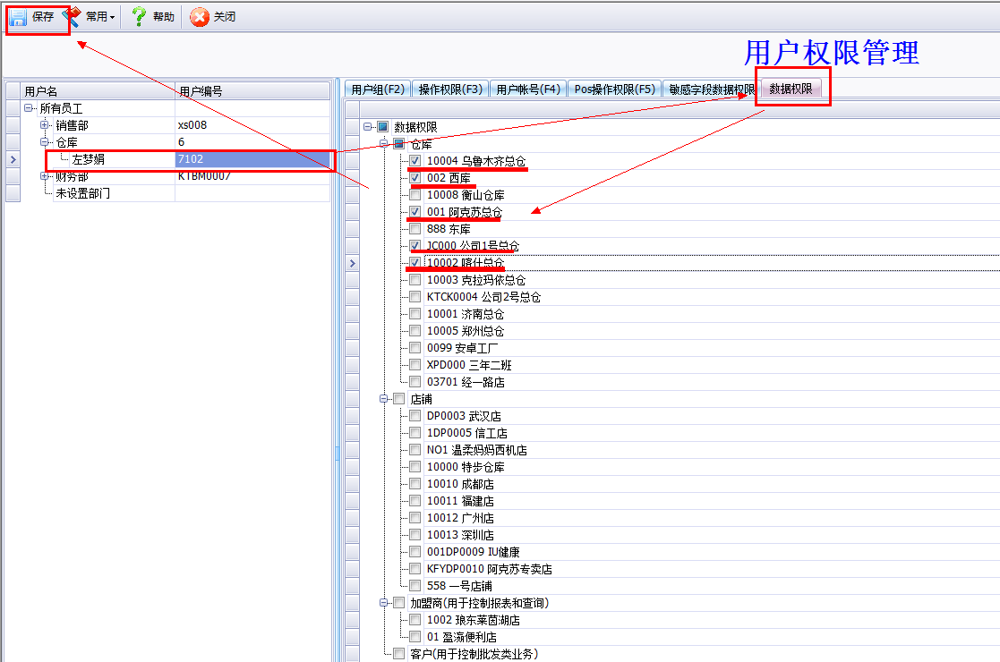 保存 常用 帮助 关闭
用户权限管理
用户名 用户编号
所有员工
销售部 xs008
仓库 6
左梦娟 7102
财务部 KTBM0007
未设置部门
用户组(F2) 操作权限(F3) 用户帐号(F4) Pos操作权限(F5) 敏感字段数据权限 数据权限
数据权限
仓库
10004 乌鲁木齐总仓
002 西库
10008 衡山仓库
001 阿克苏总仓
888 东库
JC000 公司1号总仓
10002 喀什总仓
10003 克拉玛依总仓
KTCK0004 公司2号总仓
10001 济南总仓
10005 郑州总仓
0099 安卓工厂
XPD000 三年二班
03701 经一路店
店铺
DP0003 武汉店
1DP0005 信工店
NO1 温柔妈妈西机店
10000 特步仓库
10010 成都店
10011 福建店
10012 广州店
10013 深圳店
001DP0009 IU健康
KFYDP0010 阿克苏专卖店
558 一号店铺
加盟商(用于控制报表和查询)
1002 琅东莱茵湖店
01 盈滪便利店
客户(用于控制批发类业务)